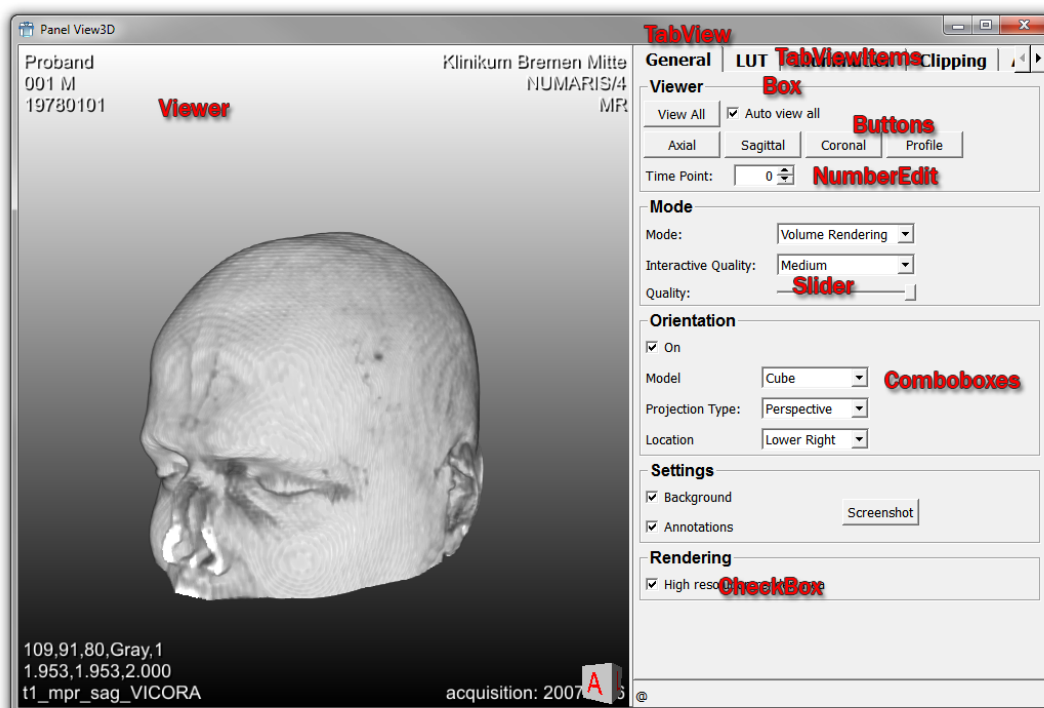 Panel View3D
Proband
001 M
19780101
Klinikum Bremen Mitte
NUMARIS/4
MR
Viewer
109,91,80,Gray,1
1.953,1.953,2.000
t1_mpr_sag_VICORA
acquisition: 2007
A
TabView
TabViewItems
General LUT Clipping
Viewer
Box
View All Auto view all
Buttons
Axial Sagittal Coronal Profile
Time Point: 0
NumberEdit
Mode
Mode: Volume Rendering
Interactive Quality: Medium
Slider
Quality:
Orientation
On
Model Cube
Comboboxes
Projection Type: Perspective
Location Lower Right
Settings
Background
Screenshot
Annotations
Rendering
High
CheckBox
@